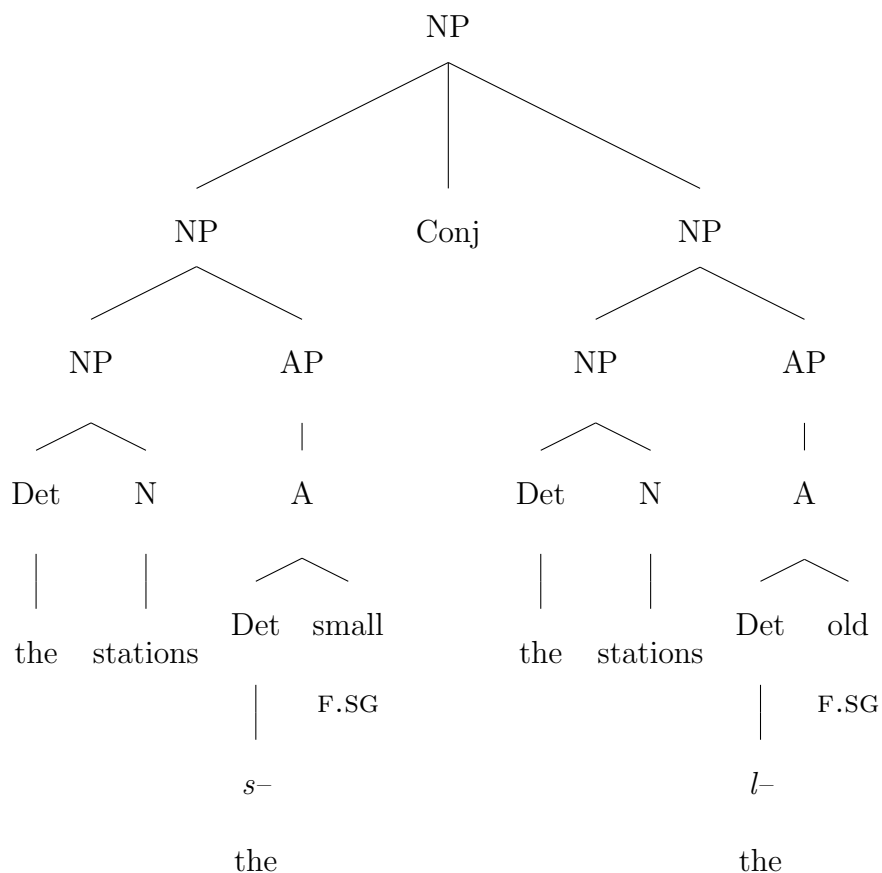 NP
NP Conj NP
NP AP NP AP
Det N A Det N A
Det small Det old
the stations the stations
F.SG F.SG
s– l–
the the